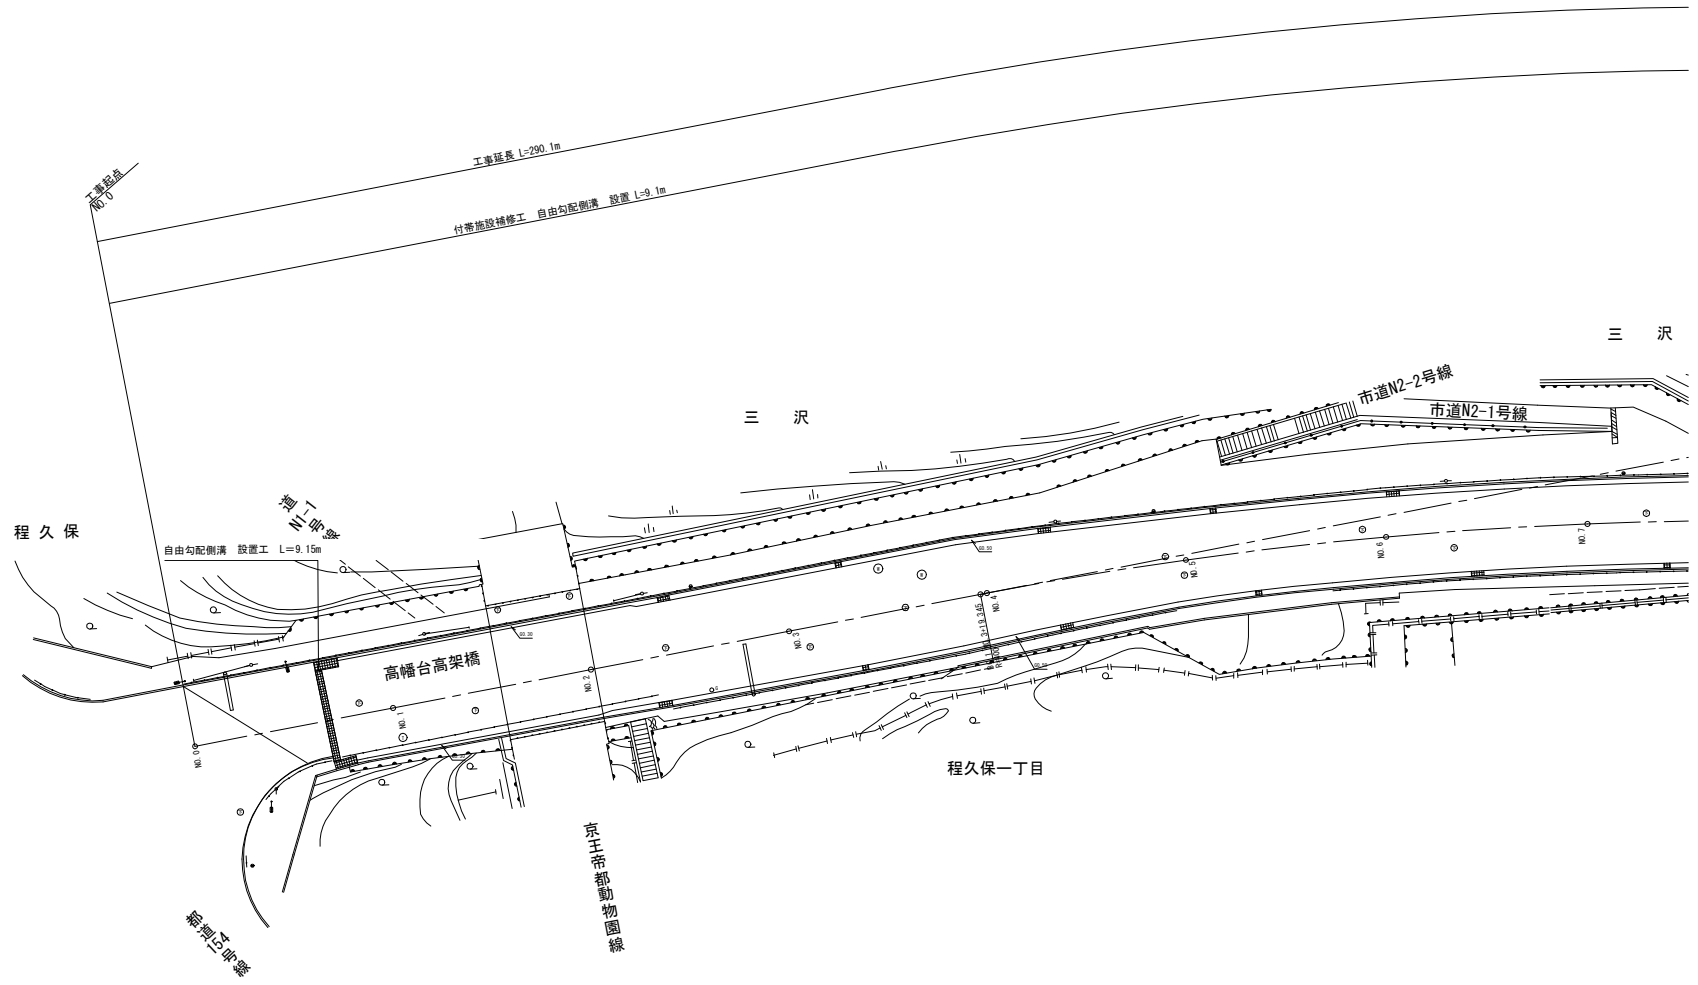 工事延長 L=290.1m
工事起点
NO.0
付帯施設補修工　自由勾配側溝　設置 L=9.1m
三　沢
市道N2-2号線
市道N2-1号線
三　沢
程久保
道
N1-1
号
線
自由勾配側溝　設置工　L=9.15m
高幡台高架橋
NO.0
NO.1
NO.2
NO.3
NO.3+19.345
NO.4
NO.5
NO.6
NO.7
程久保一丁目
京王帝都動物園線
都道154号線